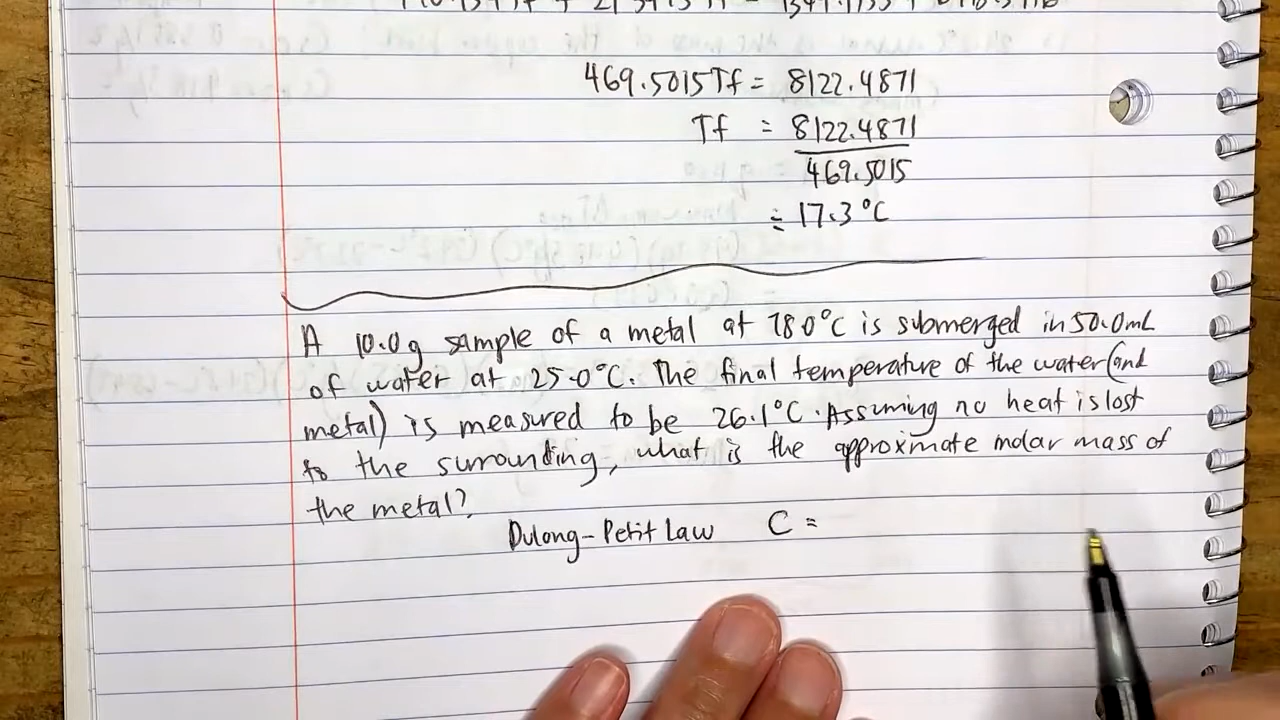 469.5015Tf = 8122.4871
Tf = 8122.4871
469.5015
= 17.3°C
A 10.0g sample of a metal at 78.0°C is submerged in 50.0mL
of water at 25.0°C. The final temperature of the water (and
metal) is measured to be 26.1°C. Assuming no heat is lost
to the surrounding, what is the approximate molar mass of
the metal?
Dulong-Petit Law C =